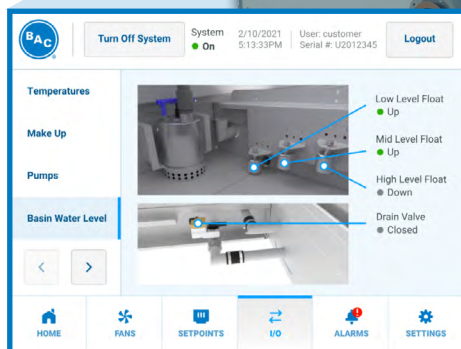 BAC
®
Turn Off System
System
On
2/10/2021
5:13:33PM
User: customer
Serial #: U2012345
Logout
Temperatures
Make Up
Pumps
Basin Water Level
<
>
Low Level Float
Up
Mid Level Float
Up
High Level Float
Down
Drain Valve
Closed
HOME
FANS
SETPOINTS
I/O
ALARMS
SETTINGS